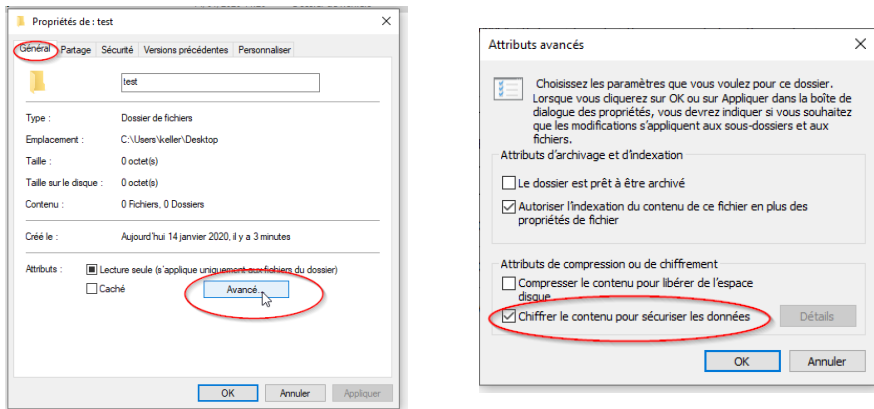 Propriétés de : test
Général Partage Sécurité Versions précédentes Personnaliser
test
Type : Dossier de fichiers
Emplacement : C:\Users\keller\Desktop
Taille : 0 octet(s)
Taille sur le disque : 0 octet(s)
Contenu : 0 Fichiers, 0 Dossiers
Créé le : Aujourd'hui 14 janvier 2020, il y a 3 minutes
Attributs : Lecture seule (s'applique uniquement aux fichiers du dossier)
Caché Avancé...
OK Annuler Appliquer
Attributs avancés
Choisissez les paramètres que vous voulez pour ce dossier.
Lorsque vous cliquerez sur OK ou sur Appliquer dans la boîte de
dialogue des propriétés, vous devrez indiquer si vous souhaitez
que les modifications s'appliquent aux sous-dossiers et aux
fichiers.
Attributs d'archivage et d'indexation
Le dossier est prêt à être archivé
Autoriser l'indexation du contenu de ce fichier en plus des
propriétés de fichier
Attributs de compression ou de chiffrement
Compresser le contenu pour libérer de l'espace
disque
Chiffrer le contenu pour sécuriser les données Détails
OK Annuler